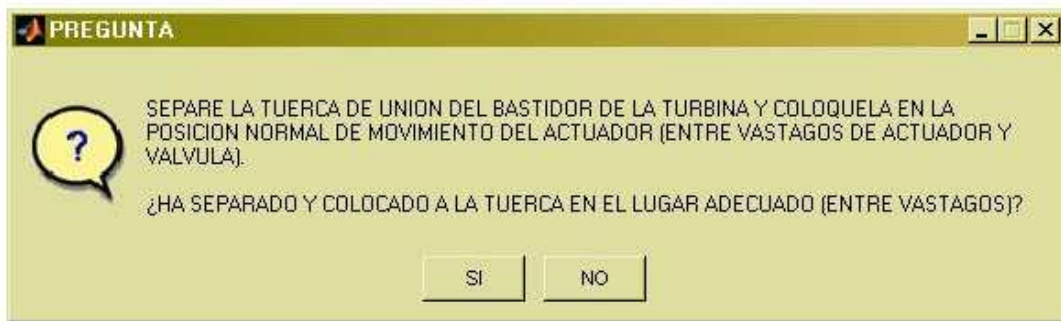 PREGUNTA
SEPARE LA TUERCA DE UNION DEL BASTIDOR DE LA TURBINA Y COLOQUELA EN LA
POSICION NORMAL DE MOVIMIENTO DEL ACTUADOR (ENTRE VASTAGOS DE ACTUADOR Y
VALVULA).
¿HA SEPARADO Y COLOCADO A LA TUERCA EN EL LUGAR ADECUADO (ENTRE VASTAGOS)?
SI NO